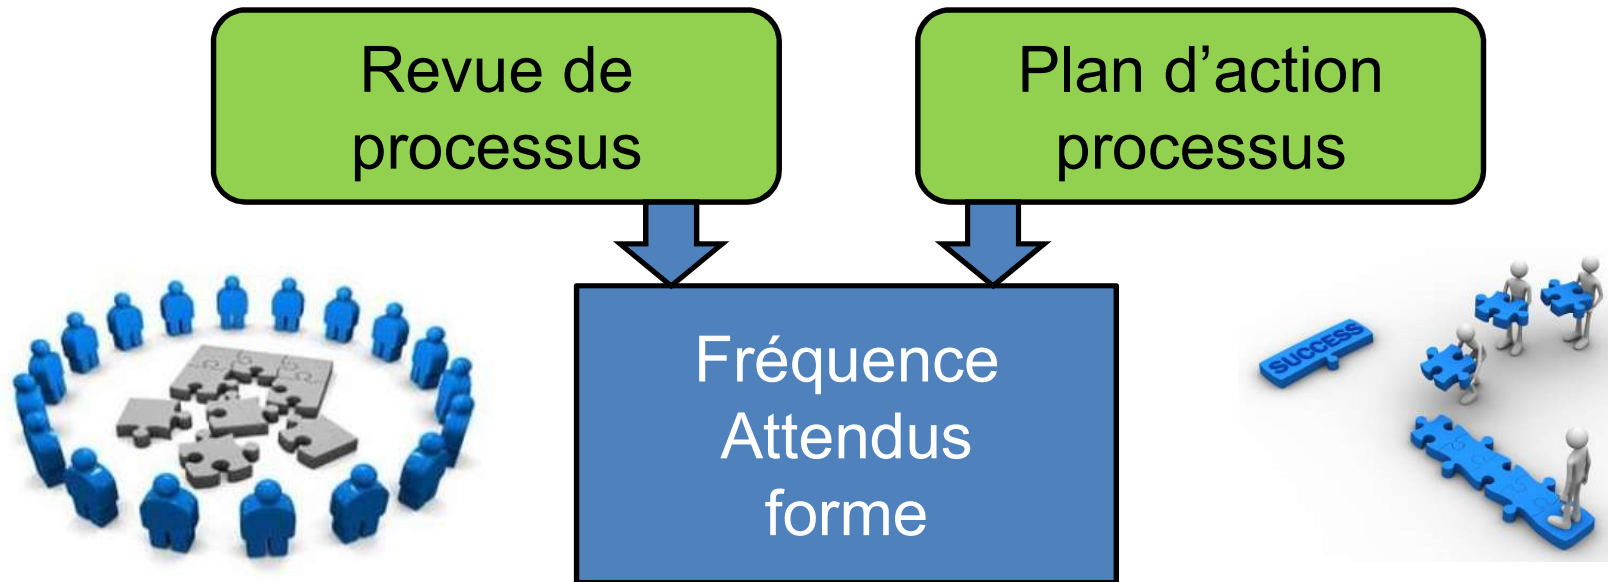 Revue de
processus
Plan d’action
processus
Fréquence
Attendus
forme
SUCCESS